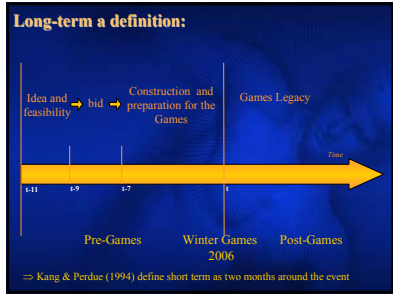 Long-term a definition:
Idea and
feasibility
bid
Construction and
preparation for the
Games
Games Legacy
Time
t-11
t-9
t-7
t
Pre-Games
Winter Games
2006
Post-Games
⇒ Kang & Perdue (1994) define short term as two months around the event